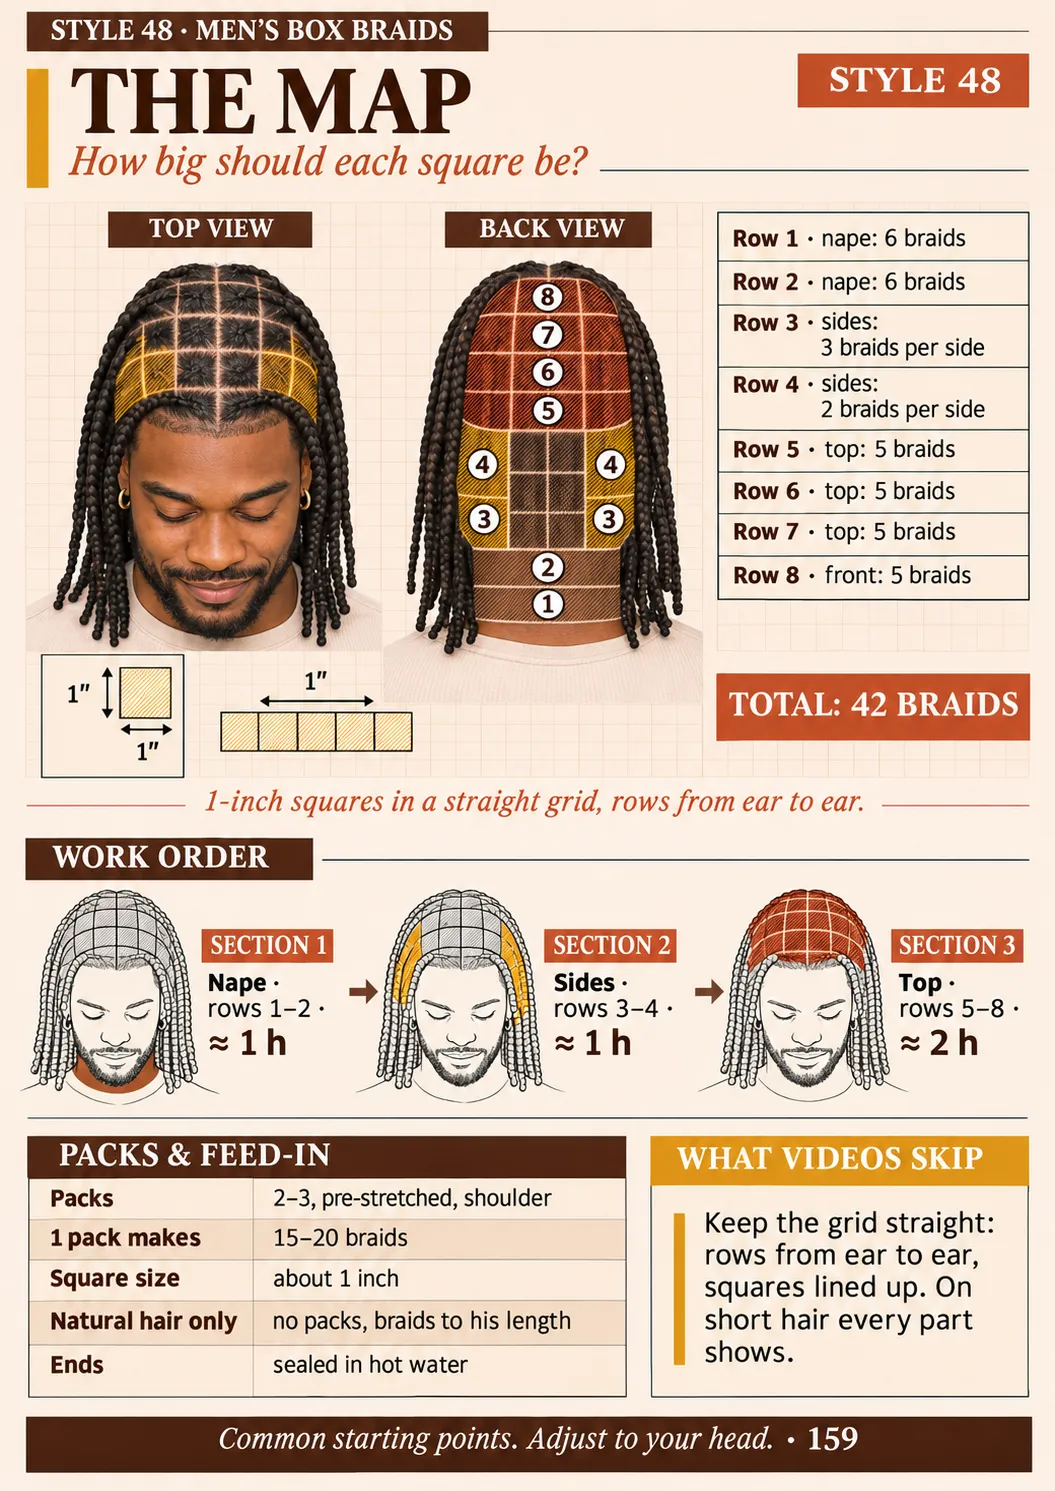 STYLE 48 · MEN'S BOX BRAIDS
THE MAP
STYLE 48
How big should each square be?
TOP VIEW
BACK VIEW
8
7
6
5
4
4
3
3
2
1
Row 1 · nape: 6 braids
Row 2 · nape: 6 braids
Row 3 · sides:
3 braids per side
Row 4 · sides:
2 braids per side
Row 5 · top: 5 braids
Row 6 · top: 5 braids
Row 7 · top: 5 braids
Row 8 · front: 5 braids
TOTAL: 42 BRAIDS
1″
1″
1″
1-inch squares in a straight grid, rows from ear to ear.
WORK ORDER
SECTION 1
Nape ·
rows 1–2 ·
≈ 1 h
SECTION 2
Sides ·
rows 3–4 ·
≈ 1 h
SECTION 3
Top ·
rows 5–8 ·
≈ 2 h
PACKS & FEED-IN
Packs 2–3, pre-stretched, shoulder
1 pack makes 15–20 braids
Square size about 1 inch
Natural hair only no packs, braids to his length
Ends sealed in hot water
WHAT VIDEOS SKIP
Keep the grid straight:
rows from ear to ear,
squares lined up. On
short hair every part
shows.
Common starting points. Adjust to your head. · 159